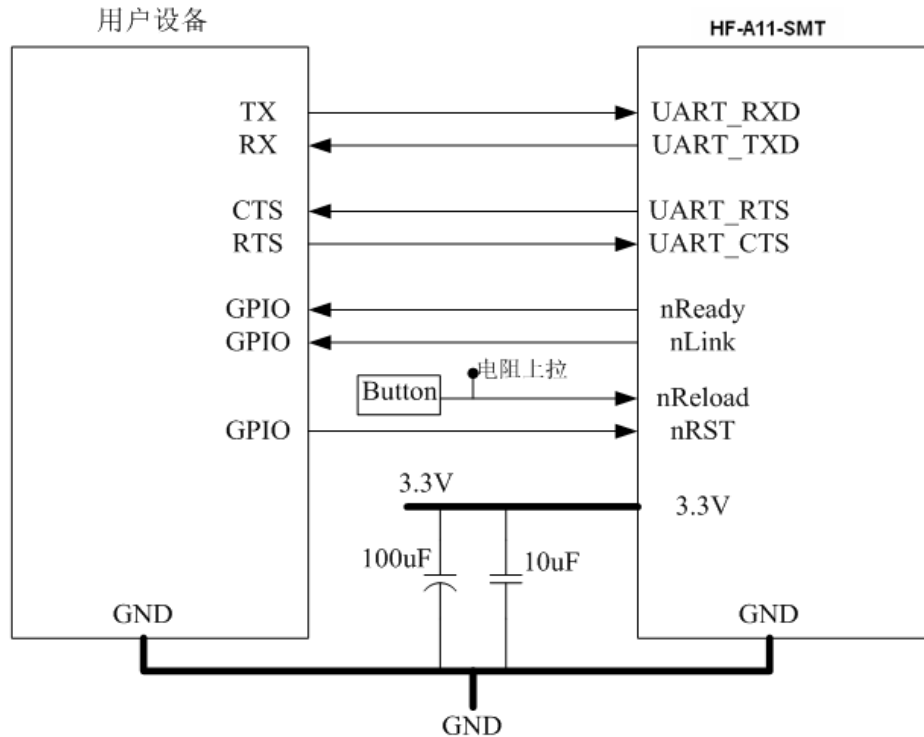 用户设备
HF-A11-SMT
TX
UART_RXD
RX
UART_TXD
CTS
UART_RTS
RTS
UART_CTS
GPIO
nReady
GPIO
nLink
电阻上拉
Button
nReload
GPIO
nRST
3.3V
3.3V
100uF
10uF
GND
GND
GND